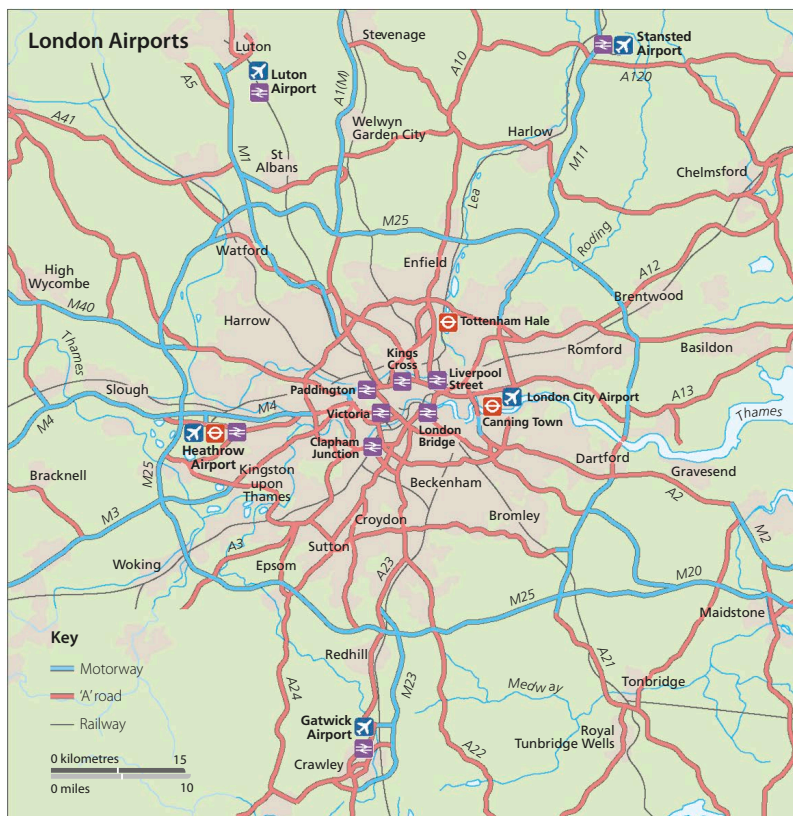 London Airports
Luton
Stevenage
Stansted
Airport
A5
Luton
Airport
A1(M)
A10
A120
A41
Welwyn
Garden City
Harlow
M11
M1
St
Albans
Lea
Chelmsford
M25
Roding
Watford
Enfield
A12
High
Wycombe
M40
Brentwood
Harrow
Tottenham Hale
Thames
Kings
Cross
Romford
Basildon
Slough
Paddington
Liverpool
Street
London City Airport
A13
M4
M4
Victoria
London
Bridge
Canning Town
Thames
Heathrow
Airport
Clapham
Junction
Bracknell
M25
Kingston
upon
Thames
Beckenham
Dartford
Gravesend
A2
M3
Croydon
Bromley
M2
Woking
A3
Sutton
Epsom
A23
M20
M25
Maidstone
Key
Motorway
'A' road
Railway
Redhill
A21
A24
M23
Medway
Tonbridge
Gatwick
Airport
Royal
Tunbridge Wells
A22
Crawley
0 kilometres 15
0 miles 10